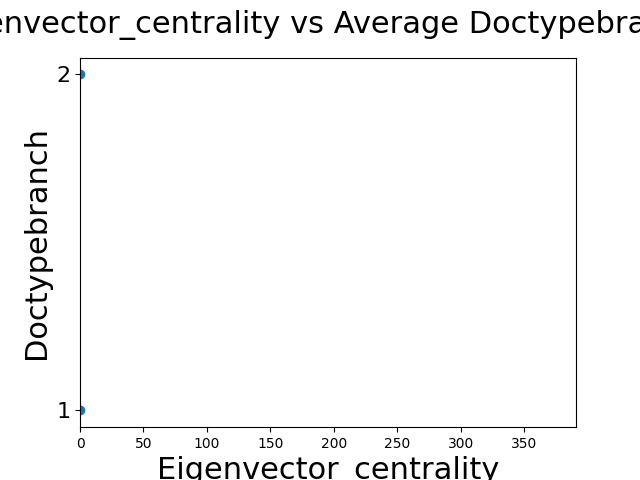 envector_centrality vs Average Doctypebra
2
Doctypebranch
1
0 50 100 150 200 250 300 350
Eigenvector_centrality